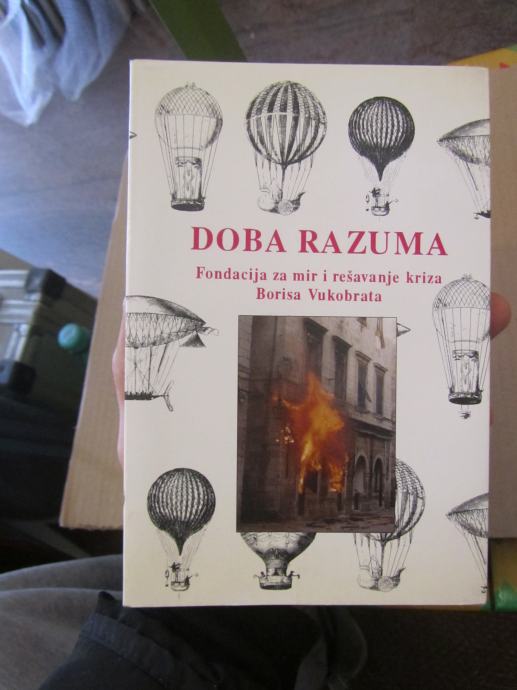 DOBA RAZUMA
Fondacija za mir i rešavanje kriza
Borisa Vukobrata